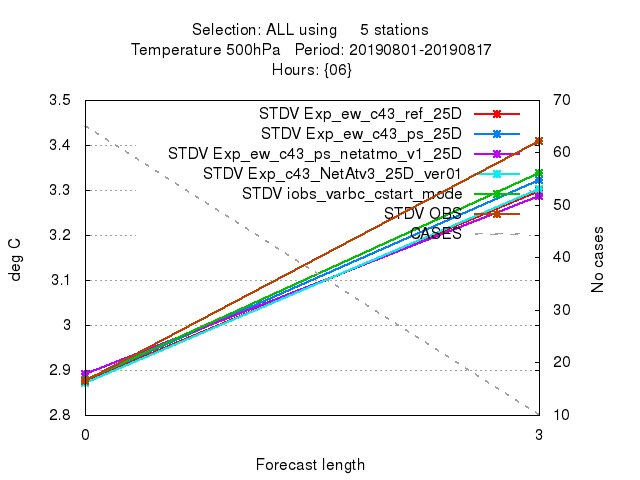 Selection: ALL using 5 stations
Temperature 500hPa Period: 20190801-20190817
Hours: {06}
3.5
3.4
3.3
3.2
3.1
3
2.9
2.8
deg C
STDV Exp_ew_c43_ref_25D
STDV Exp_ew_c43_ps_25D
STDV Exp_ew_c43_ps_netatmo_v1_25D
STDV Exp_c43_NetAtv3_25D_ver01
STDV iobs_varbc_cstart_mode
STDV OBS
CASES
70
60
50
40
30
20
10
No cases
0
3
Forecast length